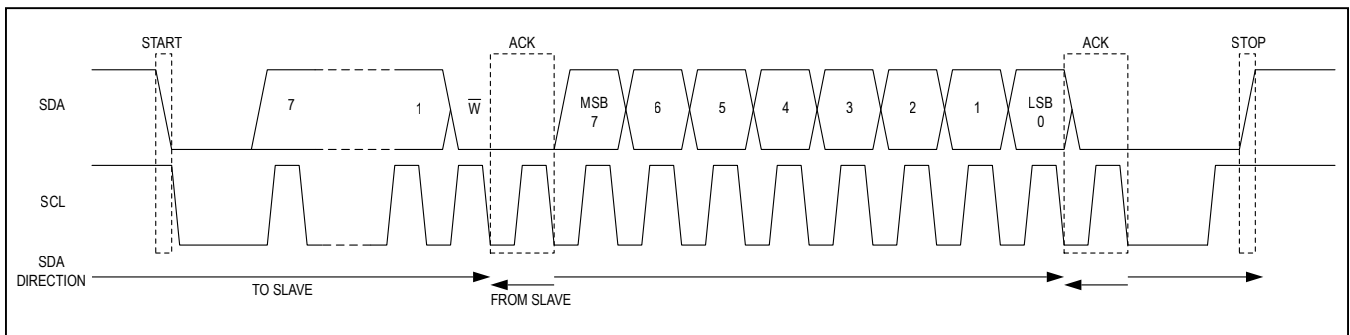 START ACK ACK STOP
SDA 7 1 W̅ MSB 7 6 5 4 3 2 1 LSB 0
SCL
SDA DIRECTION
TO SLAVE FROM SLAVE